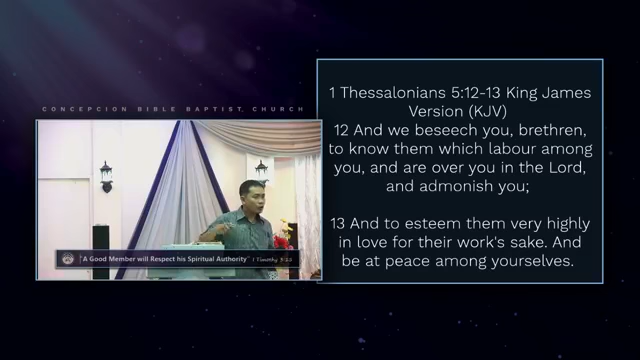 CONCEPCION BIBLE BAPTIST CHURCH
"A Good Member will Respect his Spiritual Authority" 1 Timothy
1 Thessalonians 5:12-13 King James
Version (KJV)
12 And we beseech you, brethren,
to know them which labour among
you, and are over you in the Lord,
and admonish you;
13 And to esteem them very highly
in love for their work's sake. And
be at peace among yourselves.